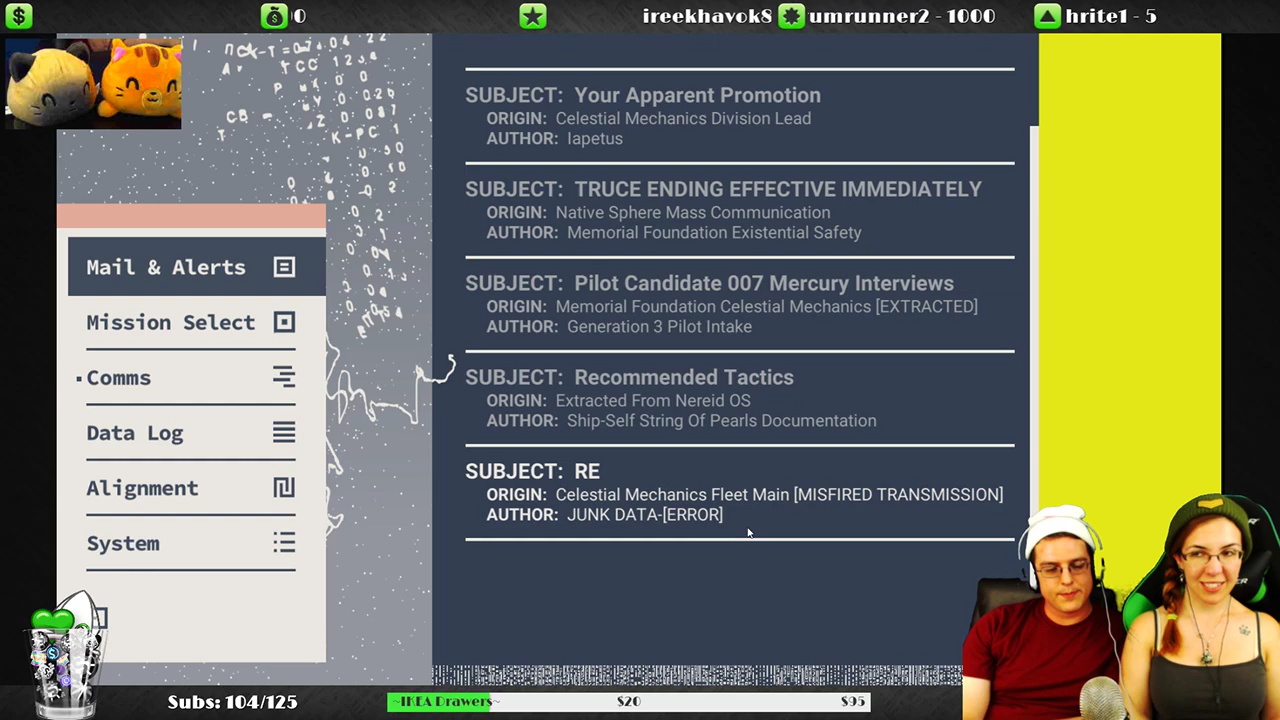 ireekhavok8
umrunner2 - 1000
hrite1 - 5
SUBJECT: Your Apparent Promotion
ORIGIN: Celestial Mechanics Division Lead
AUTHOR: Iapetus
SUBJECT: TRUCE ENDING EFFECTIVE IMMEDIATELY
ORIGIN: Native Sphere Mass Communication
AUTHOR: Memorial Foundation Existential Safety
SUBJECT: Pilot Candidate 007 Mercury Interviews
ORIGIN: Memorial Foundation Celestial Mechanics [EXTRACTED]
AUTHOR: Generation 3 Pilot Intake
SUBJECT: Recommended Tactics
ORIGIN: Extracted From Nereid OS
AUTHOR: Ship-Self String Of Pearls Documentation
SUBJECT: RE
ORIGIN: Celestial Mechanics Fleet Main [MISFIRED TRANSMISSION]
AUTHOR: JUNK DATA-[ERROR]
Mail & Alerts
Mission Select
Comms
Data Log
Alignment
System
Subs: 104/125
~IKEA Drawers~
$20
$95